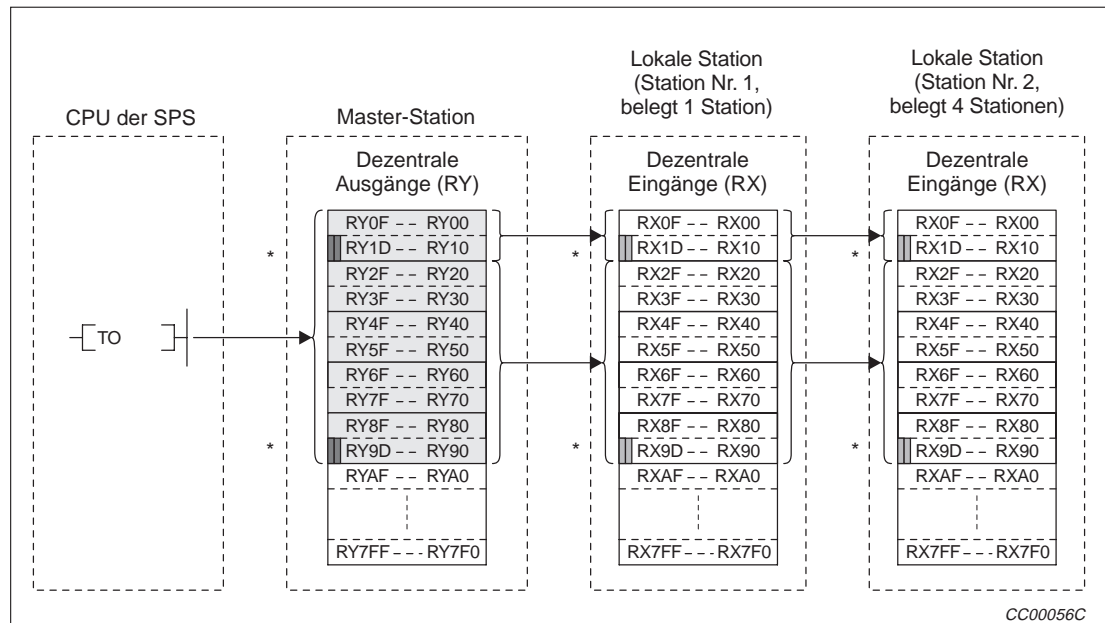 CPU der SPS
TO
Master-Station
Dezentrale
Ausgänge (RY)
RY0F - - RY00
* RY1D - - RY10
RY2F - - RY20
RY3F - - RY30
RY4F - - RY40
RY5F - - RY50
RY6F - - RY60
RY7F - - RY70
RY8F - - RY80
* RY9D - - RY90
RYAF - - RYA0
RY7FF - - - RY7F0
Lokale Station
(Station Nr. 1,
belegt 1 Station)
Dezentrale
Eingänge (RX)
RX0F - - RX00
* RX1D - - RX10
RX2F - - RX20
RX3F - - RX30
RX4F - - RX40
RX5F - - RX50
RX6F - - RX60
RX7F - - RX70
RX8F - - RX80
* RX9D - - RX90
RXAF - - RXA0
RX7FF - - - RX7F0
Lokale Station
(Station Nr. 2,
belegt 4 Stationen)
Dezentrale
Eingänge (RX)
RX0F - - RX00
* RX1D - - RX10
RX2F - - RX20
RX3F - - RX30
RX4F - - RX40
RX5F - - RX50
RX6F - - RX60
RX7F - - RX70
RX8F - - RX80
* RX9D - - RX90
RXAF - - RXA0
RX7FF - - - RX7F0
CC00056C